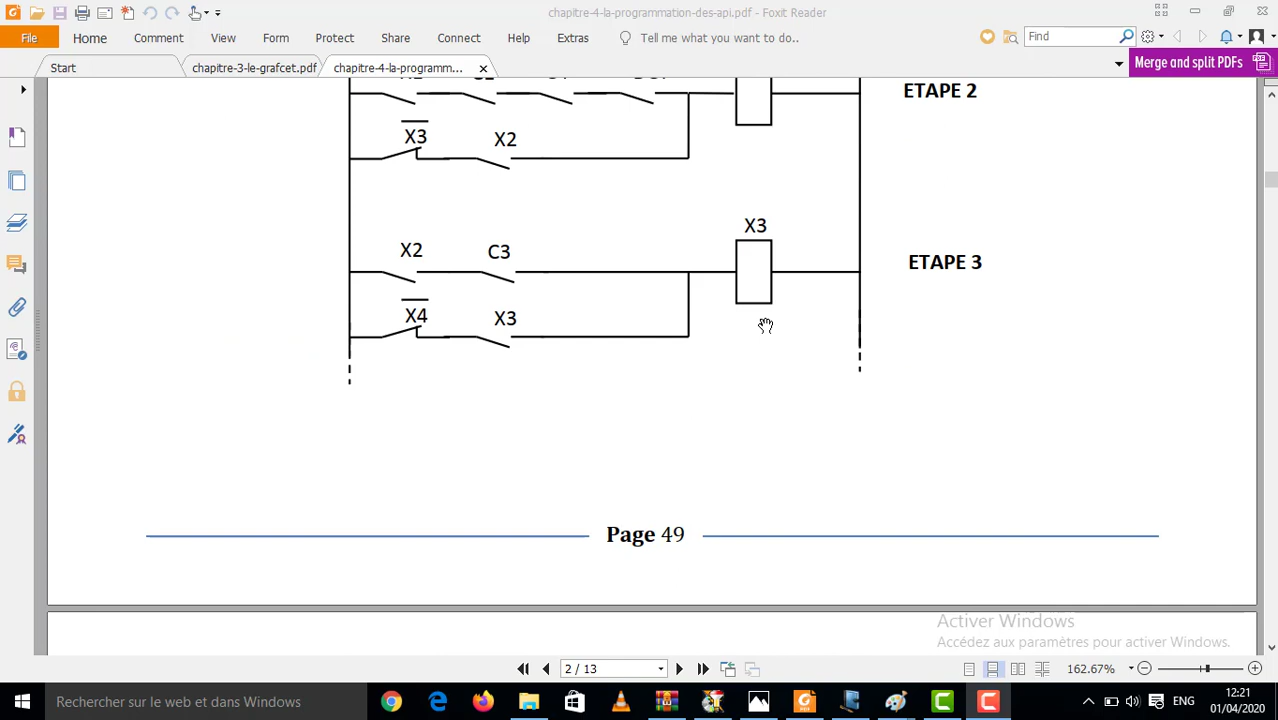 chapitre-4-la-programmation-des-api.pdf - Foxit Reader
File Home Comment View Form Protect Share Connect Help Extras Tell me what you want to do.. Find
Start chapitre-3-le-grafcet.pdf chapitre-4-la-programm... Merge and split PDFs
ETAPE 2
X3 X2
X3
X2 C3
ETAPE 3
X4 X3
Page 49
Activer Windows
Accédez aux paramètres pour activer Windows.
2 / 13 162.67%
Rechercher sur le web et dans Windows
ENG
12:21
01/04/2020